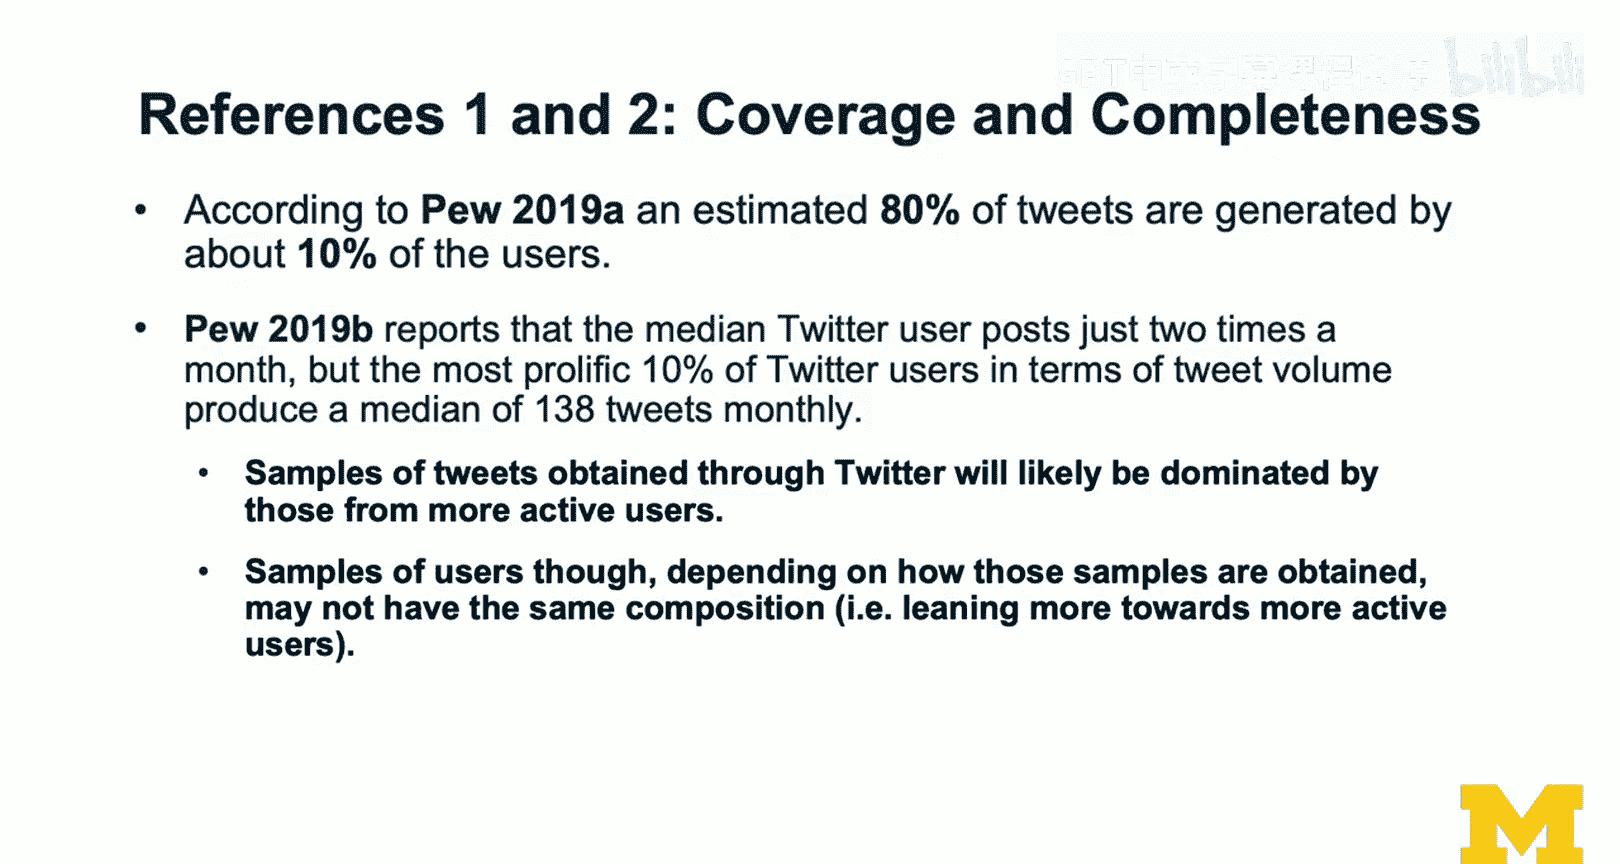 bilibili
References 1 and 2: Coverage and Completeness
• According to Pew 2019a an estimated 80% of tweets are generated by
about 10% of the users.
• Pew 2019b reports that the median Twitter user posts just two times a
month, but the most prolific 10% of Twitter users in terms of tweet volume
produce a median of 138 tweets monthly.
• Samples of tweets obtained through Twitter will likely be dominated by
those from more active users.
• Samples of users though, depending on how those samples are obtained,
may not have the same composition (i.e. leaning more towards more active
users).
M